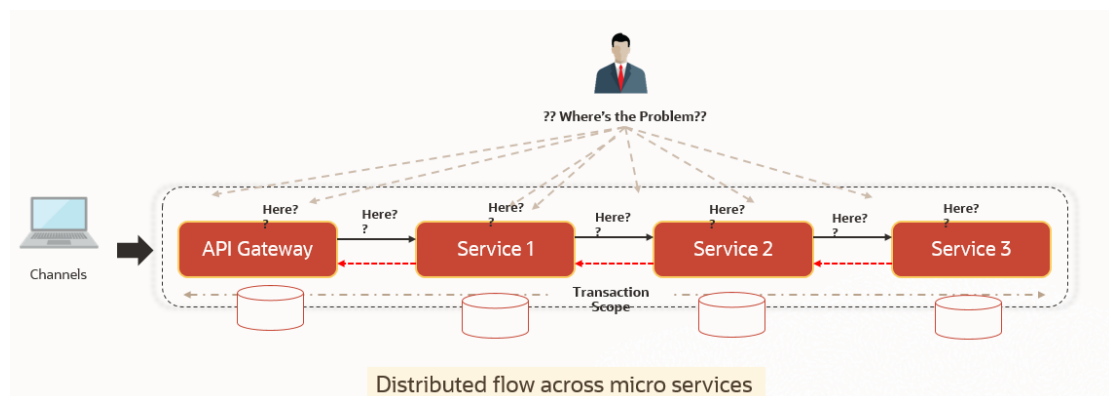 ?? Where's the Problem??
Here?
?
Here?
?
Here?
?
Here?
?
Here?
?
Here?
?
Here?
?
API Gateway
Service 1
Service 2
Service 3
Channels
Transaction
Scope
Distributed flow across micro services